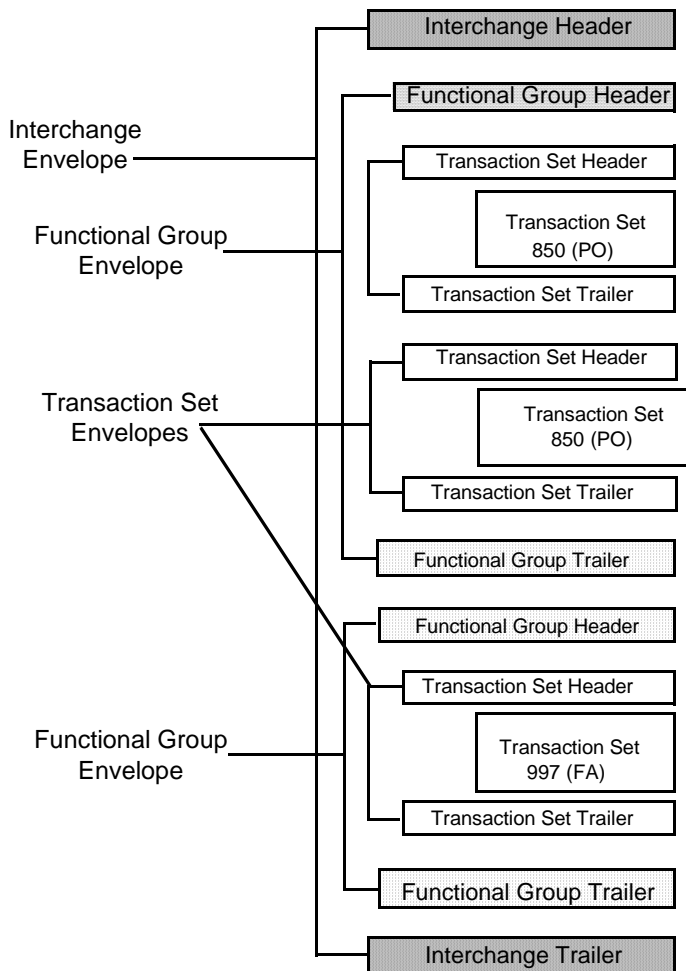 Interchange Header
Functional Group Header
Interchange
Envelope
Transaction Set Header
Transaction Set
850 (PO)
Functional Group
Envelope
Transaction Set Trailer
Transaction Set Header
Transaction Set
Envelopes
Transaction Set
850 (PO)
Transaction Set Trailer
Functional Group Trailer
Functional Group Header
Transaction Set Header
Functional Group
Envelope
Transaction Set
997 (FA)
Transaction Set Trailer
Functional Group Trailer
Interchange Trailer